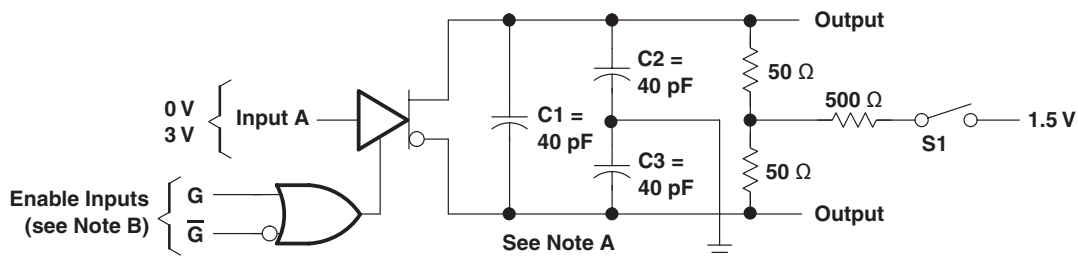 Output
C2 =
40 pF
50 Ω
0 V
3 V
Input A
C1 =
40 pF
500 Ω
S1
1.5 V
C3 =
40 pF
50 Ω
Enable Inputs
(see Note B)
G
G̅
Output
See Note A